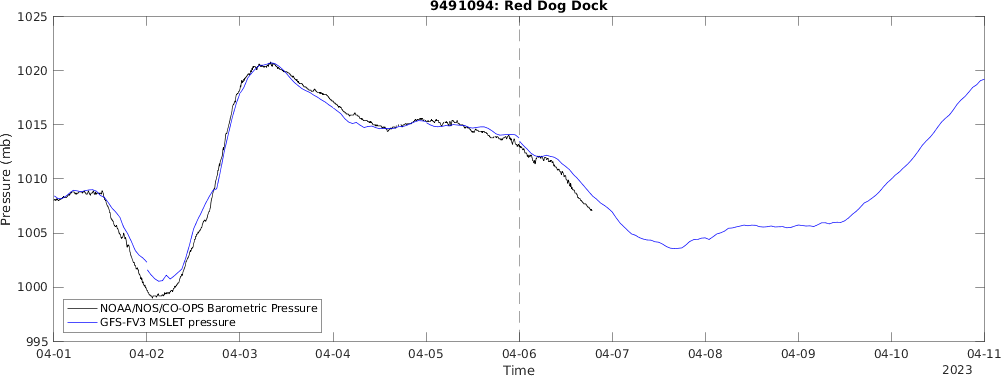 9491094: Red Dog Dock
Pressure (mb)
1025
1020
1015
1010
1005
1000
995
NOAA/NOS/CO-OPS Barometric Pressure
GFS-FV3 MSLET pressure
04-01 04-02 04-03 04-04 04-05 04-06 04-07 04-08 04-09 04-10 04-11
Time
2023